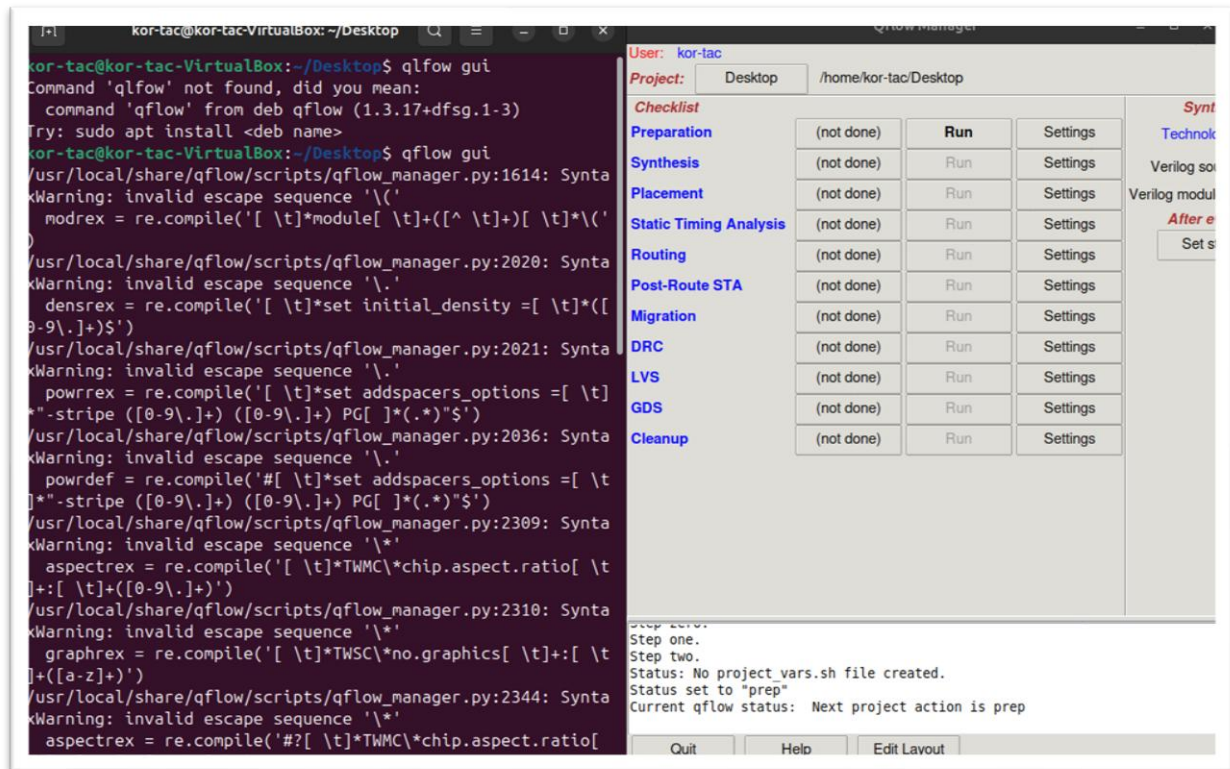 kor-tac@kor-tac-VirtualBox: ~/Desktop
kor-tac@kor-tac-VirtualBox:~/Desktop$ qlfow gui
Command 'qlfow' not found, did you mean:
command 'qflow' from deb qflow (1.3.17+dfsg.1-3)
Try: sudo apt install <deb name>
kor-tac@kor-tac-VirtualBox:~/Desktop$ qflow gui
/usr/local/share/qflow/scripts/qflow_manager.py:1614: Synta
xWarning: invalid escape sequence '\('
modrex = re.compile('[ \t]*module[ \t]+([^ \t]+)[ \t]*\('
)
/usr/local/share/qflow/scripts/qflow_manager.py:2020: Synta
xWarning: invalid escape sequence '\.'
densrex = re.compile('[ \t]*set initial_density =[ \t]*([
0-9\.]+)$')
/usr/local/share/qflow/scripts/qflow_manager.py:2021: Synta
xWarning: invalid escape sequence '\.'
powrrex = re.compile('[ \t]*set addspacers_options =[ \t]
*"-stripe ([0-9\.]+) ([0-9\.]+) PG[ ]*(.*)"$')
/usr/local/share/qflow/scripts/qflow_manager.py:2036: Synta
xWarning: invalid escape sequence '\.'
powrdef = re.compile('#[ \t]*set addspacers_options =[ \t
]*"-stripe ([0-9\.]+) ([0-9\.]+) PG[ ]*(.*)"$')
/usr/local/share/qflow/scripts/qflow_manager.py:2309: Synta
xWarning: invalid escape sequence '\*'
aspectrex = re.compile('[ \t]*TWMC\*chip.aspect.ratio[ \t
]+:[ \t]+([0-9\.]+)')
/usr/local/share/qflow/scripts/qflow_manager.py:2310: Synta
xWarning: invalid escape sequence '\*'
graphrex = re.compile('[ \t]*TWSC\*no.graphics[ \t]+:[ \t
]+([a-z]+)')
/usr/local/share/qflow/scripts/qflow_manager.py:2344: Synta
xWarning: invalid escape sequence '\*'
aspectrex = re.compile('#?[ \t]*TWMC\*chip.aspect.ratio[
Qflow Manager
User: kor-tac
Project: Desktop /home/kor-tac/Desktop
Checklist
Preparation (not done) Run Settings
Synthesis (not done) Run Settings
Placement (not done) Run Settings
Static Timing Analysis (not done) Run Settings
Routing (not done) Run Settings
Post-Route STA (not done) Run Settings
Migration (not done) Run Settings
DRC (not done) Run Settings
LVS (not done) Run Settings
GDS (not done) Run Settings
Cleanup (not done) Run Settings
Synt
Technolo
Verilog sou
Verilog modul
After e
Set s
Step zero.
Step one.
Step two.
Status: No project_vars.sh file created.
Status set to "prep"
Current qflow status: Next project action is prep
Quit Help Edit Layout